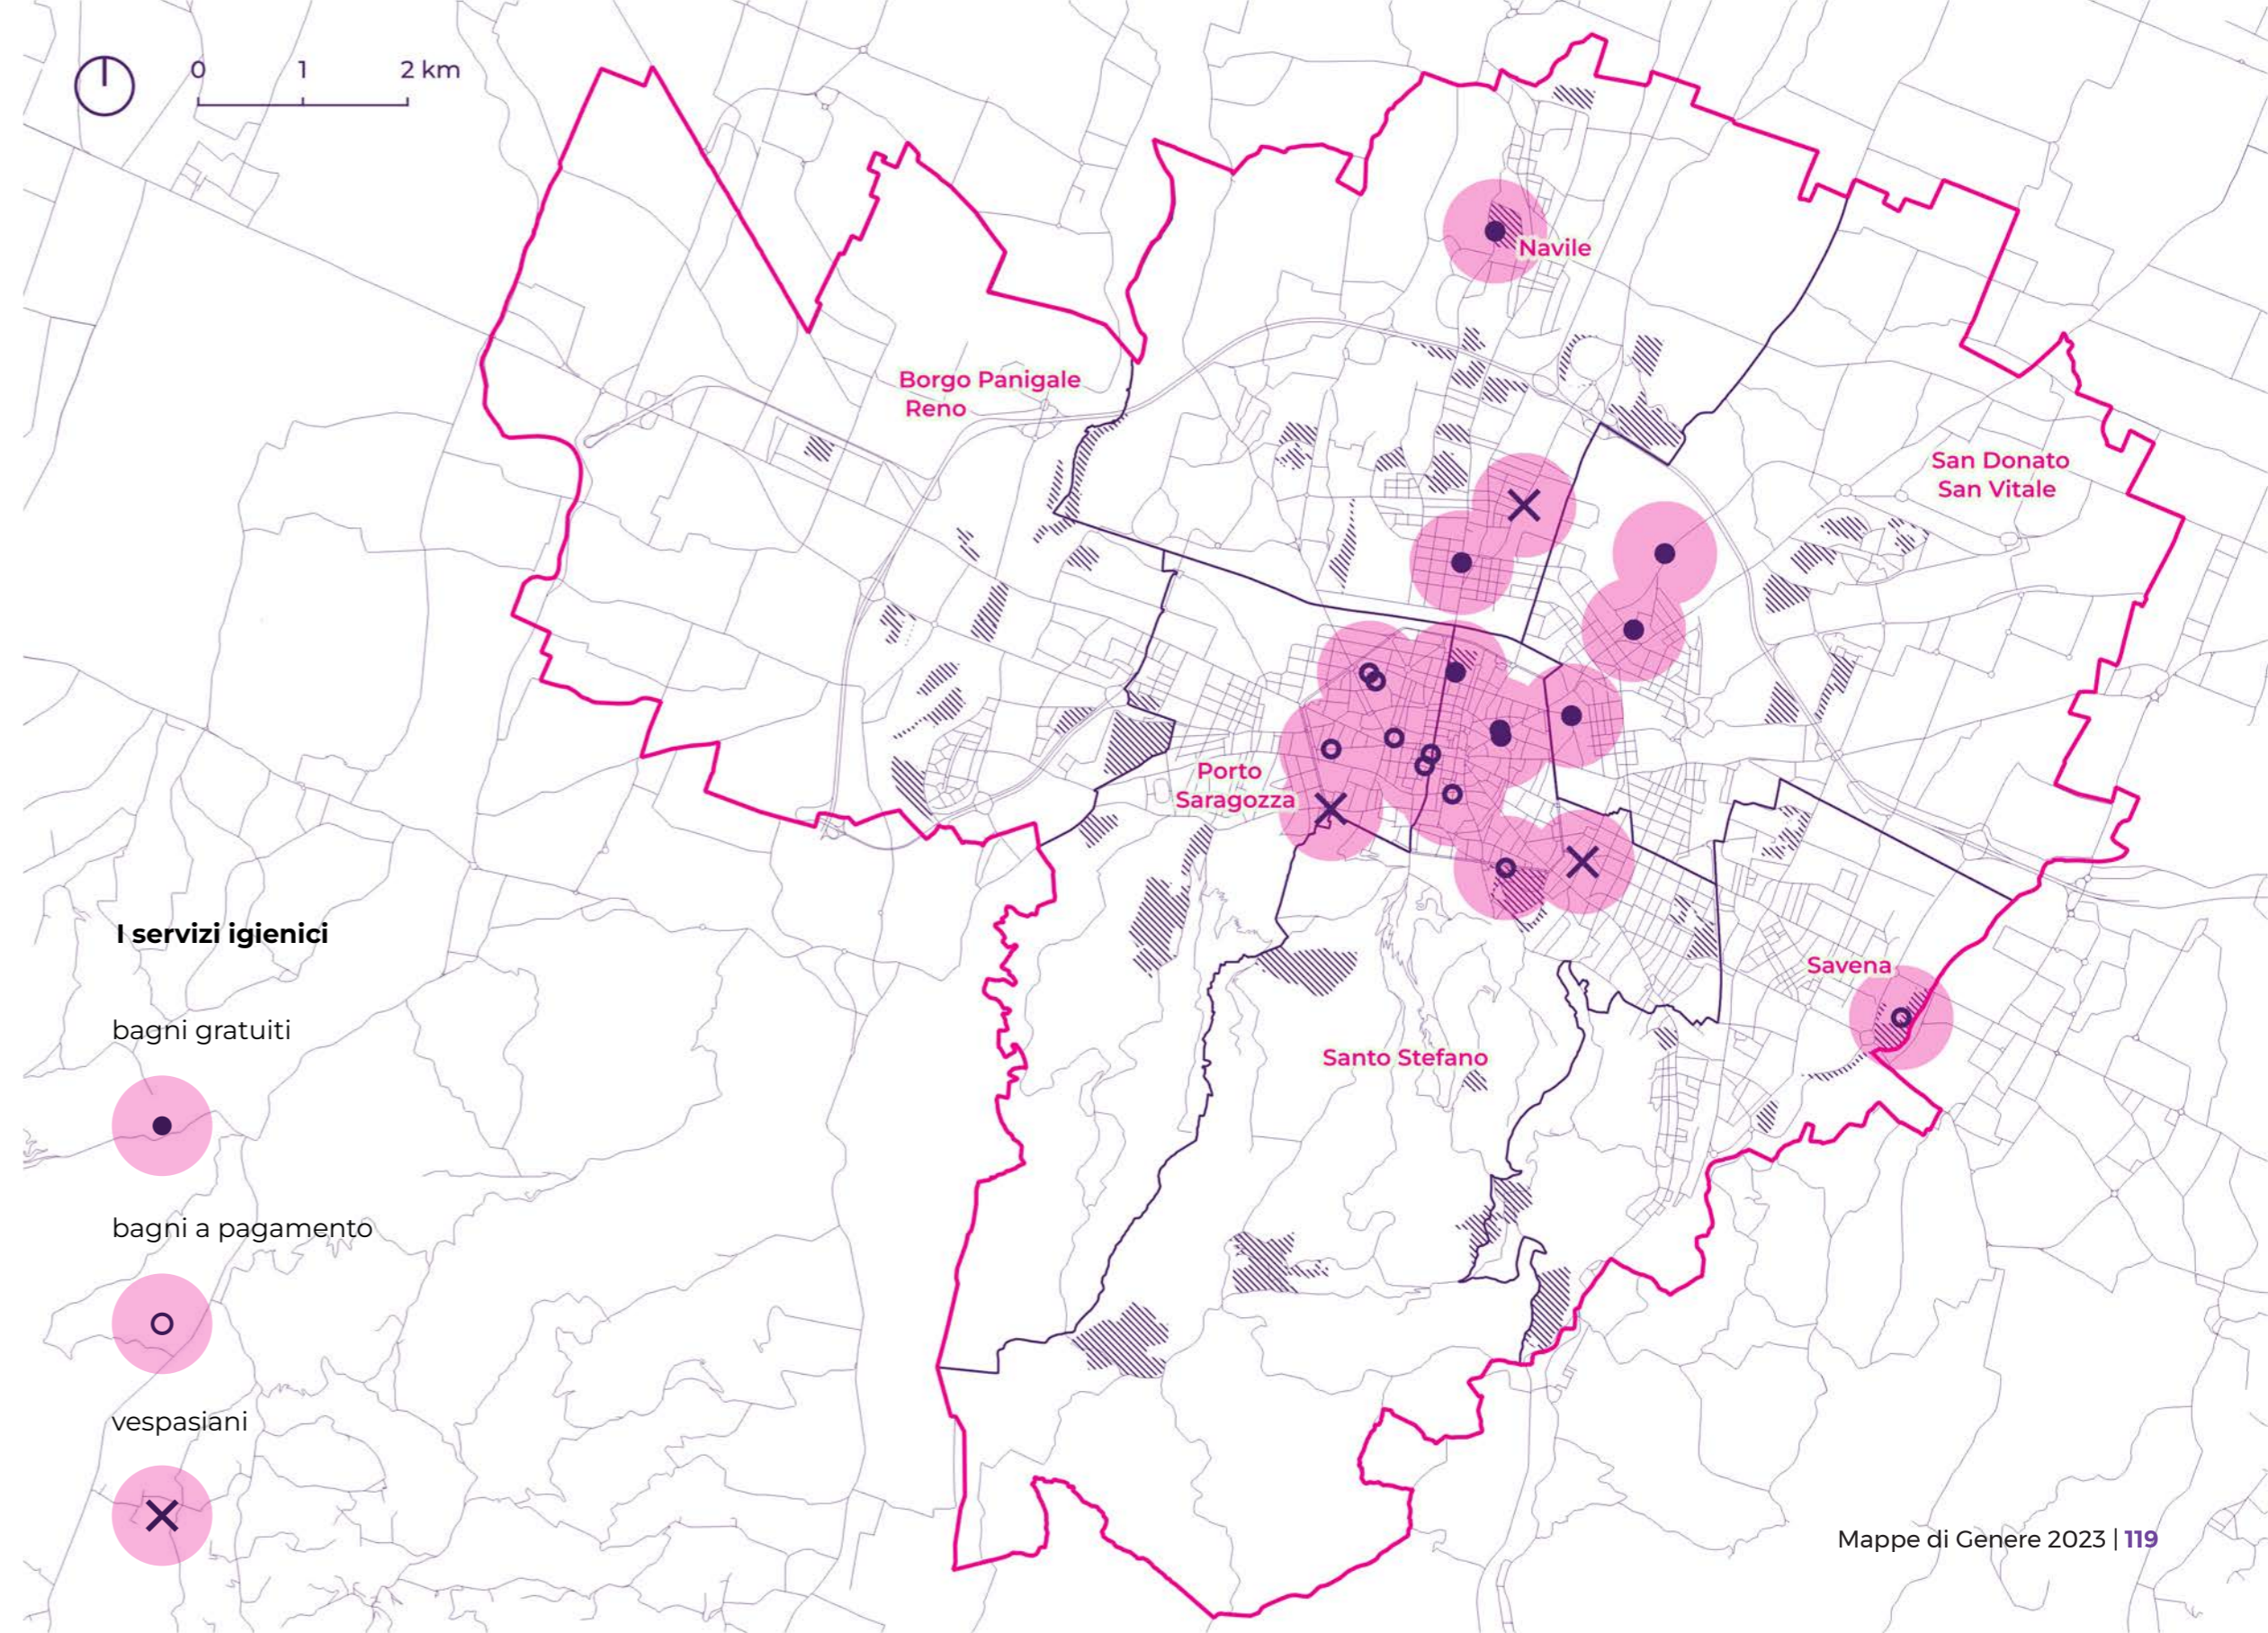 0 1 2 km
Navile
Borgo Panigale
Reno
San Donato
San Vitale
Porto
Saragozza
I servizi igienici
Savena
bagni gratuiti
Santo Stefano
bagni a pagamento
vespasiani
Mappe di Genere 2023 | 119